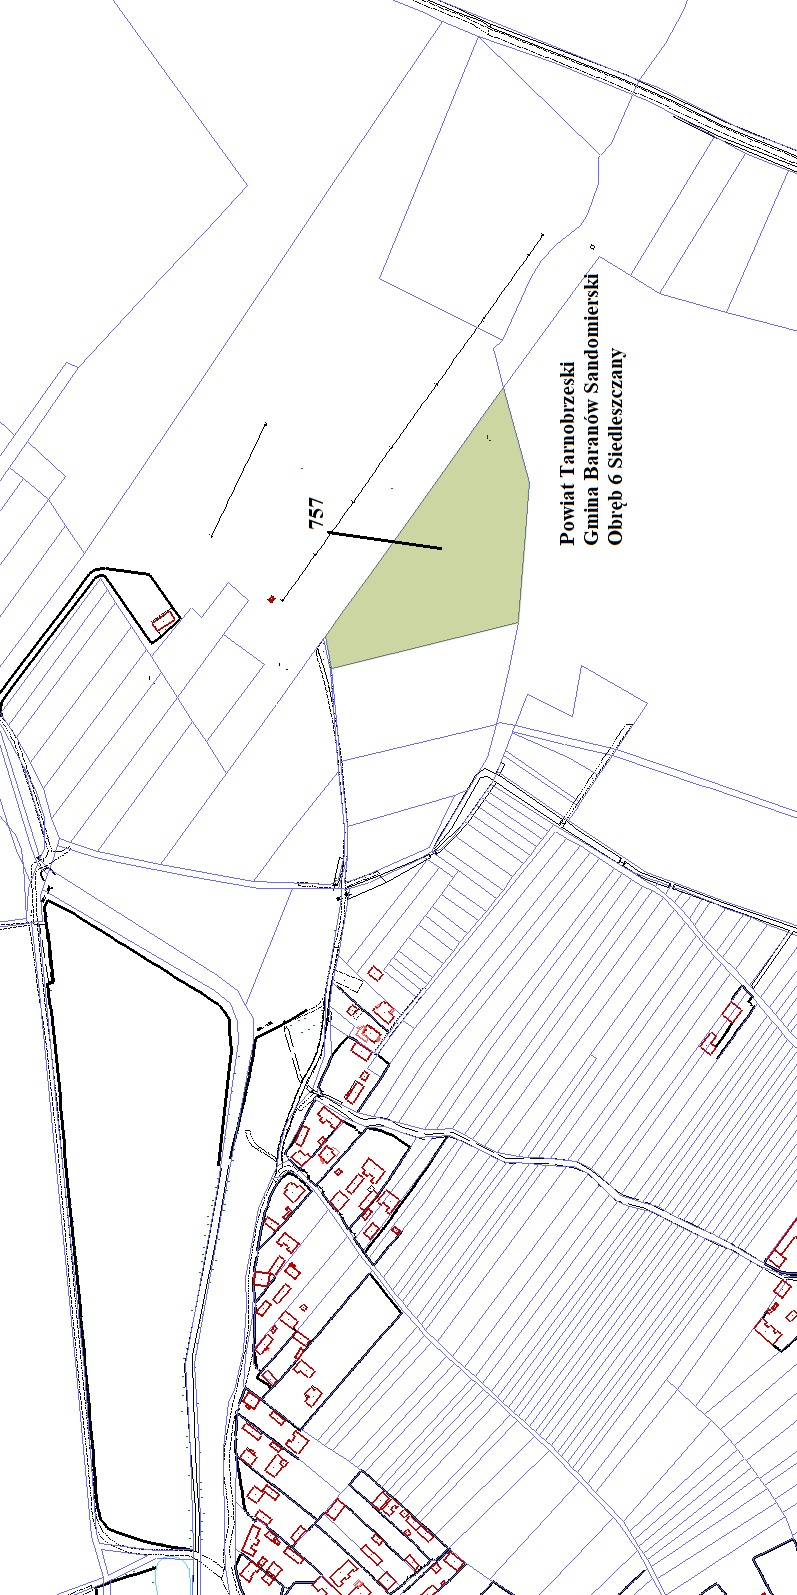 757
Powiat Tarnobrzeski
Gmina Baranów Sandomierski
Obręb 6 Siedleszczany